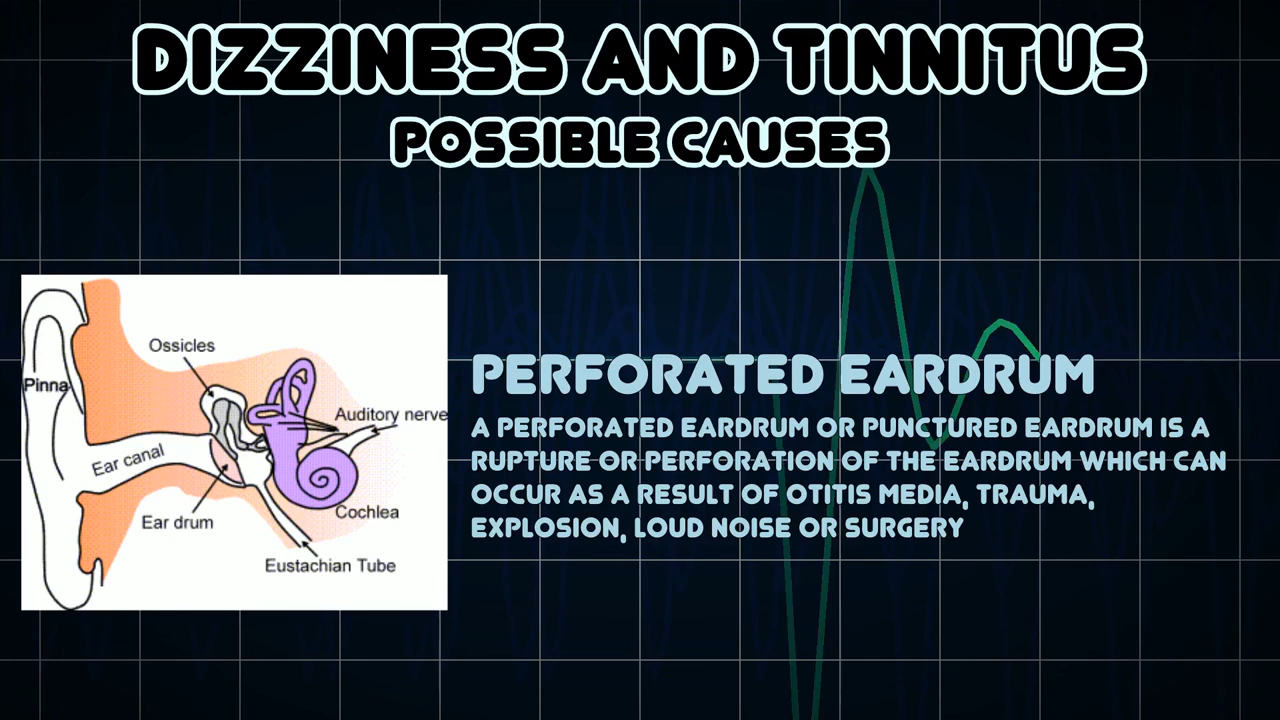 DIZZINESS AND TINNITUS
POSSIBLE CAUSES
Ossicles
Pinna
Auditory nerve
Ear canal
Cochlea
Ear drum
Eustachian Tube
PERFORATED EARDRUM
A PERFORATED EARDRUM OR PUNCTURED EARDRUM IS A
RUPTURE OR PERFORATION OF THE EARDRUM WHICH CAN
OCCUR AS A RESULT OF OTITIS MEDIA, TRAUMA,
EXPLOSION, LOUD NOISE OR SURGERY